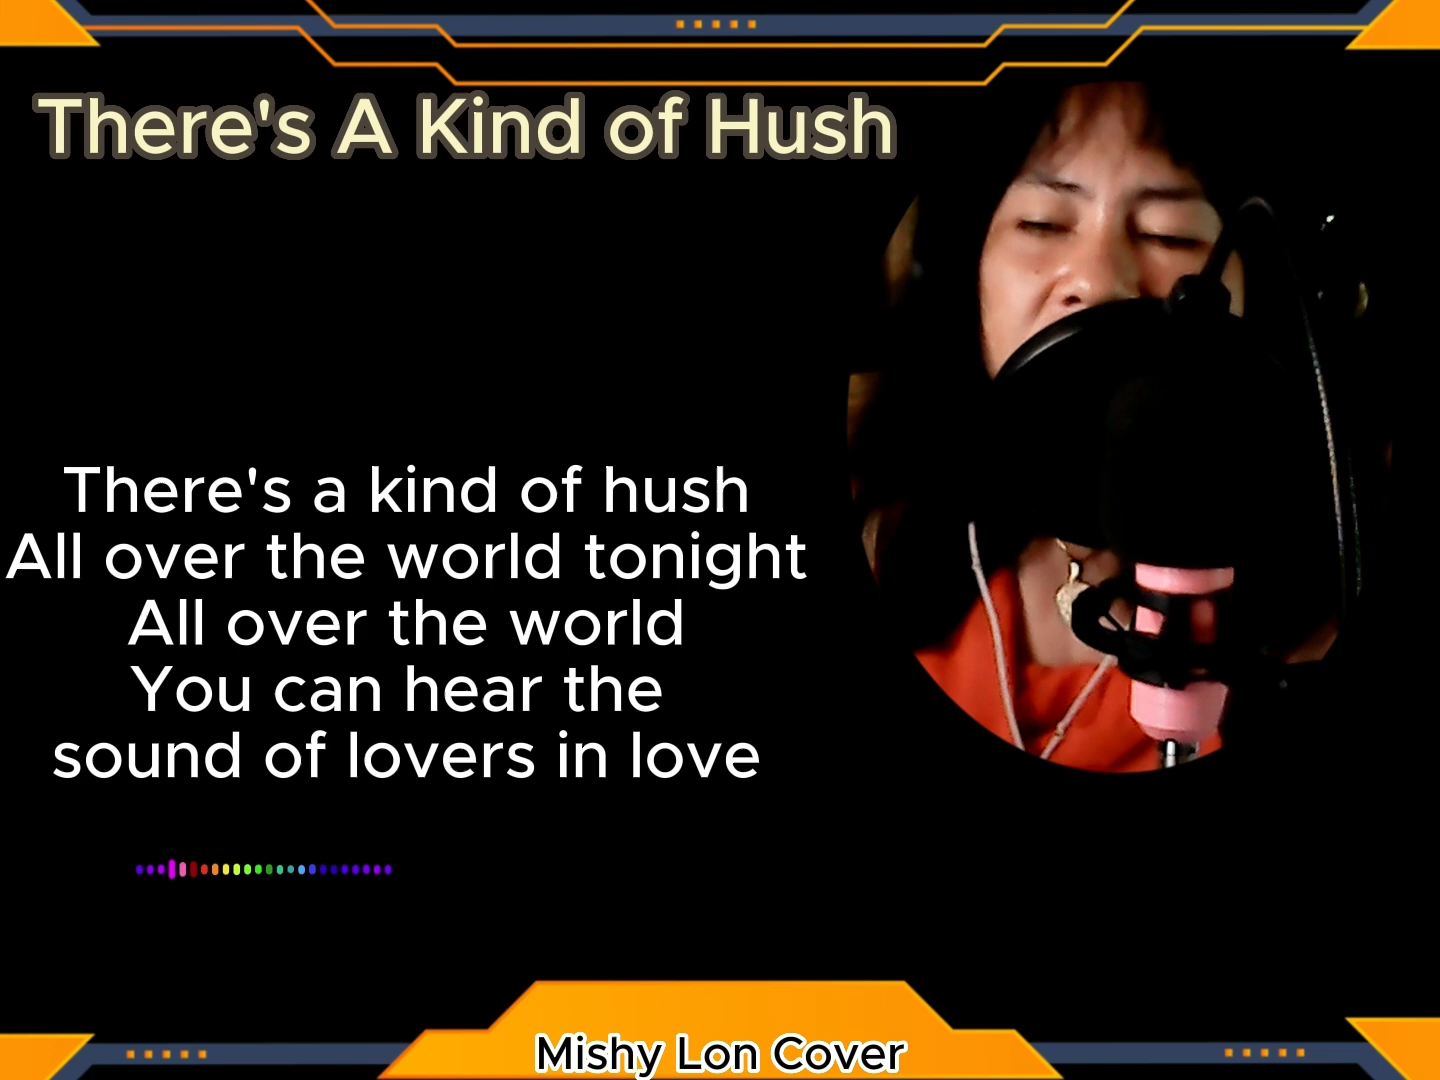 There's A Kind of Hush
There's a kind of hush
All over the world tonight
All over the world
You can hear the
sound of lovers in love
Mishy Lon Cover